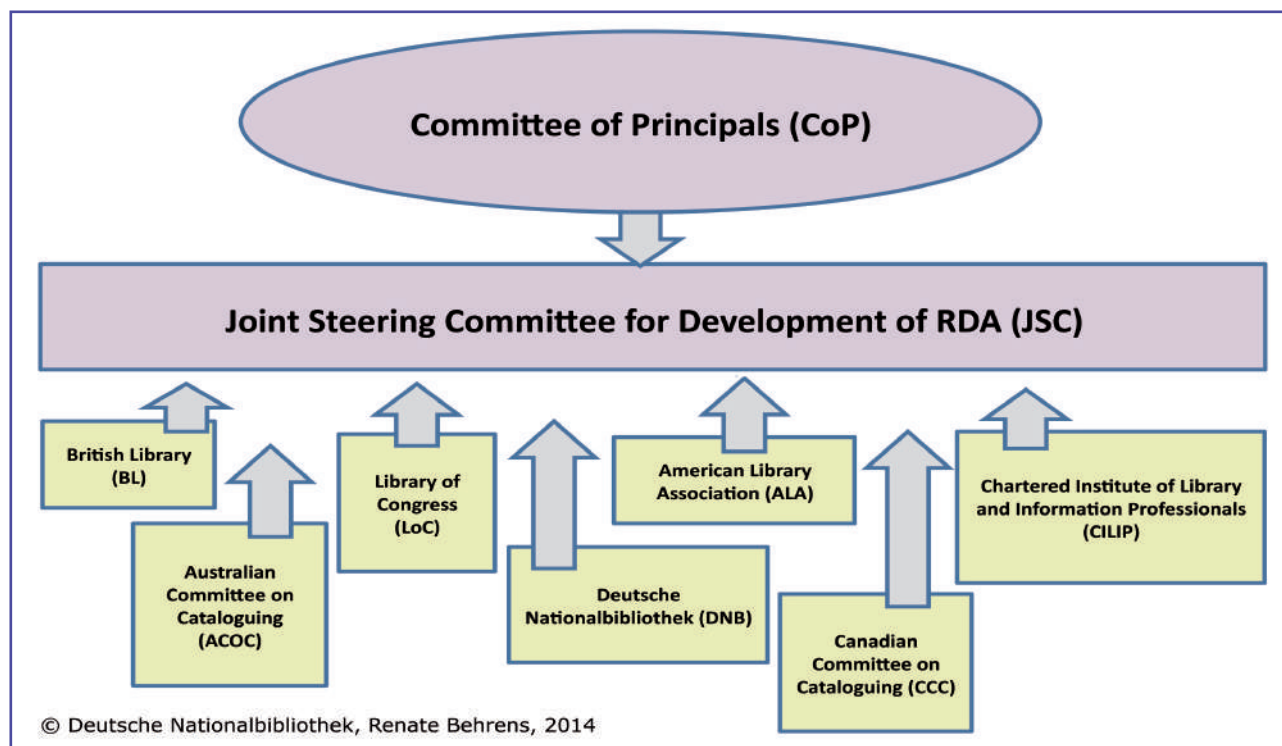 Committee of Principals (CoP)
Joint Steering Committee for Development of RDA (JSC)
British Library
(BL)
Australian
Committee on
Cataloguing
(ACOC)
Library of
Congress
(LoC)
Deutsche
Nationalbibliothek (DNB)
American Library
Association (ALA)
Canadian
Committee on
Cataloguing (CCC)
Chartered Institute of Library
and Information Professionals
(CILIP)
© Deutsche Nationalbibliothek, Renate Behrens, 2014